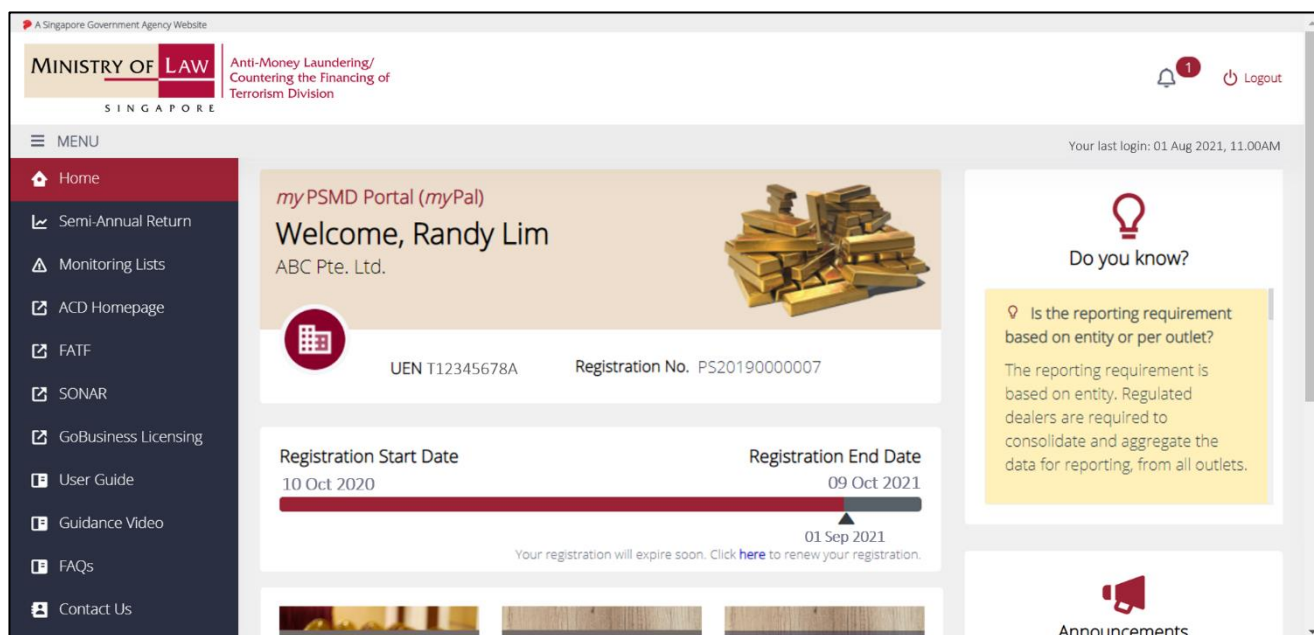 A Singapore Government Agency Website
MINISTRY OF LAW
SINGAPORE
Anti-Money Laundering/
Countering the Financing of
Terrorism Division
1
Logout
MENU
Your last login: 01 Aug 2021, 11.00AM
Home
Semi-Annual Return
Monitoring Lists
ACD Homepage
FATF
SONAR
GoBusiness Licensing
User Guide
Guidance Video
FAQs
Contact Us
myPSMD Portal (myPal)
Welcome, Randy Lim
ABC Pte. Ltd.
UEN T12345678A
Registration No. PS20190000007
Registration Start Date
10 Oct 2020
Registration End Date
09 Oct 2021
01 Sep 2021
Your registration will expire soon. Click here to renew your registration.
Do you know?
Is the reporting requirement
based on entity or per outlet?
The reporting requirement is
based on entity. Regulated
dealers are required to
consolidate and aggregate the
data for reporting, from all outlets.
Announcements